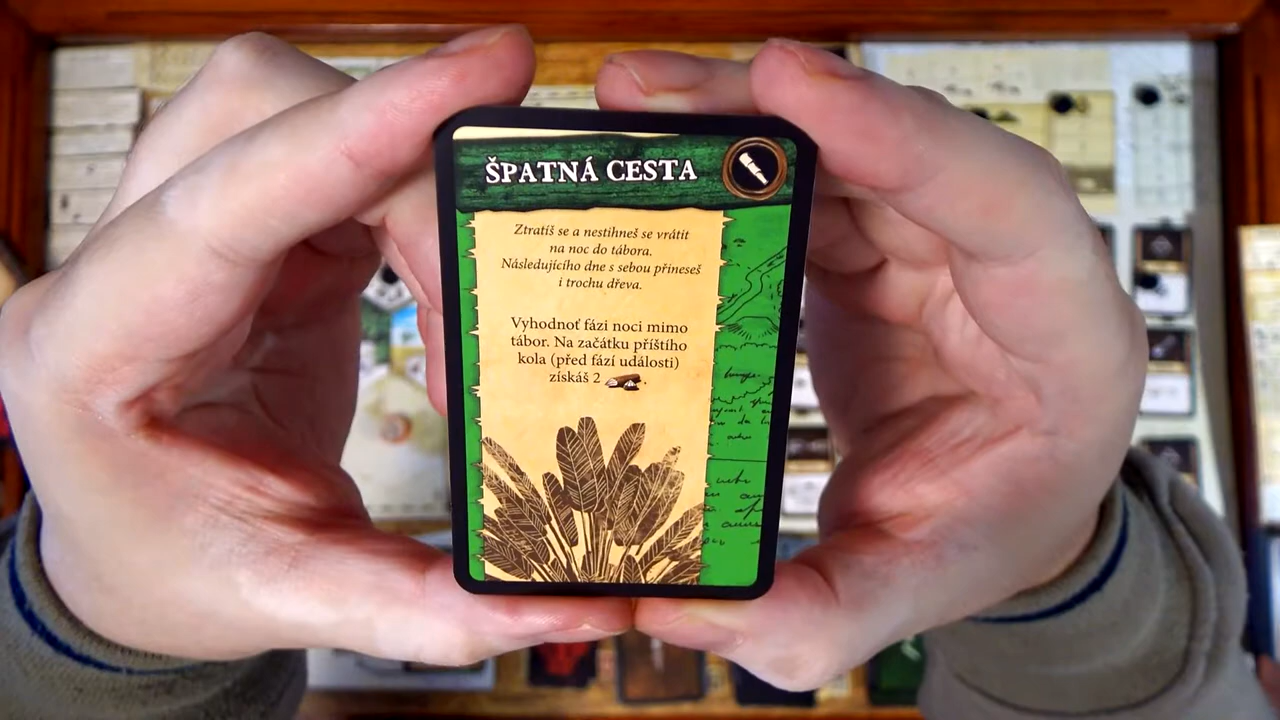 ŠPATNÁ CESTA
Ztratíš se a nestihneš se vrátit
na noc do tábora.
Následujícího dne s sebou přineseš
i trochu dřeva.
Vyhodnoť fázi noci mimo
tábor. Na začátku příštího
kola (před fází události)
získáš 2